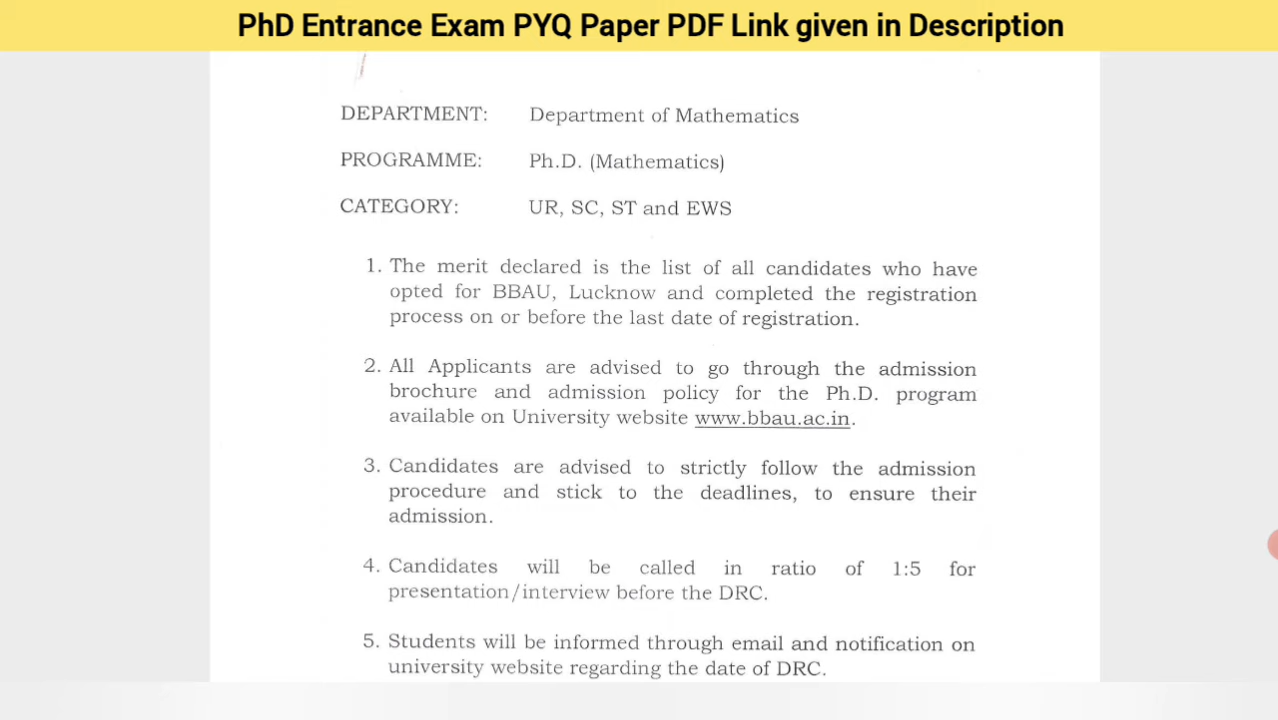 PhD Entrance Exam PYQ Paper PDF Link given in Description
DEPARTMENT: Department of Mathematics
PROGRAMME: Ph.D. (Mathematics)
CATEGORY: UR, SC, ST and EWS
1. The merit declared is the list of all candidates who have
opted for BBAU, Lucknow and completed the registration
process on or before the last date of registration.
2. All Applicants are advised to go through the admission
brochure and admission policy for the Ph.D. program
available on University website www.bbau.ac.in.
3. Candidates are advised to strictly follow the admission
procedure and stick to the deadlines, to ensure their
admission.
4. Candidates will be called in ratio of 1:5 for
presentation/interview before the DRC.
5. Students will be informed through email and notification on
university website regarding the date of DRC.